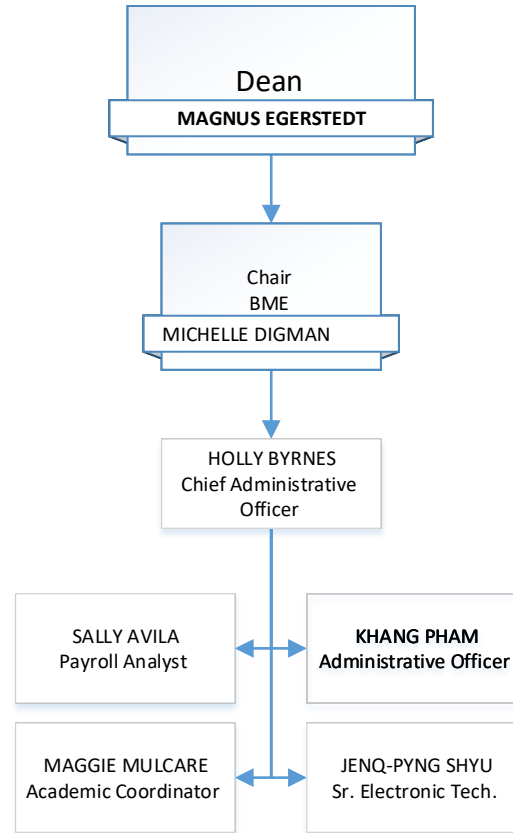 Dean
MAGNUS EGERSTEDT
Chair
BME
MICHELLE DIGMAN
HOLLY BYRNES
Chief Administrative
Officer
SALLY AVILA
Payroll Analyst
KHANG PHAM
Administrative Officer
MAGGIE MULCARE
Academic Coordinator
JENQ-PYNG SHYU
Sr. Electronic Tech.